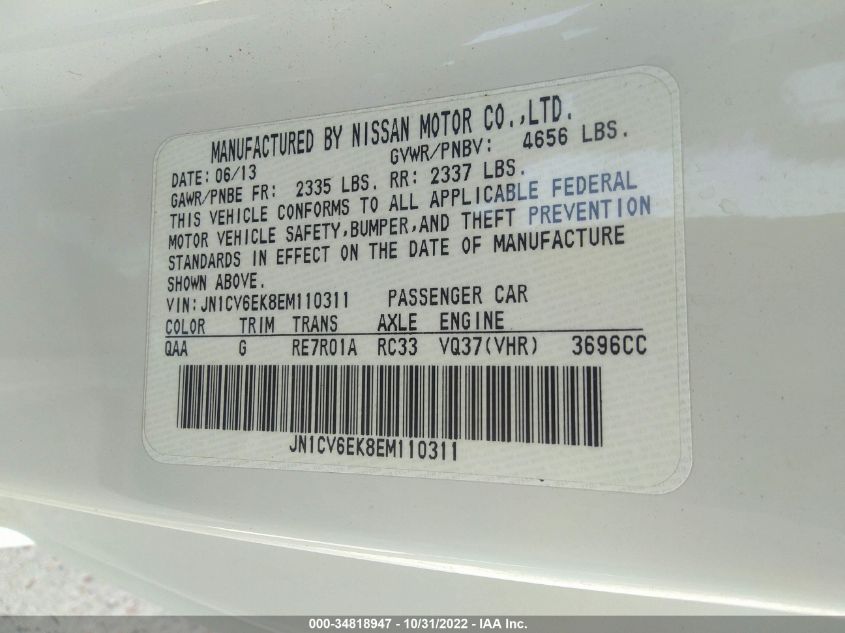 MANUFACTURED BY NISSAN MOTOR CO.,LTD.
DATE: 06/13 GVWR/PNBV: 4656 LBS.
GAWR/PNBE FR: 2335 LBS. RR: 2337 LBS.
THIS VEHICLE CONFORMS TO ALL APPLICABLE FEDERAL
MOTOR VEHICLE SAFETY,BUMPER,AND THEFT PREVENTION
STANDARDS IN EFFECT ON THE DATE OF MANUFACTURE
SHOWN ABOVE.
VIN:JN1CV6EK8EM110311 PASSENGER CAR
COLOR TRIM TRANS AXLE ENGINE
QAA G RE7R01A RC33 VQ37(VHR) 3696CC
JN1CV6EK8EM110311
000-34818947 - 10/31/2022 - IAA Inc.